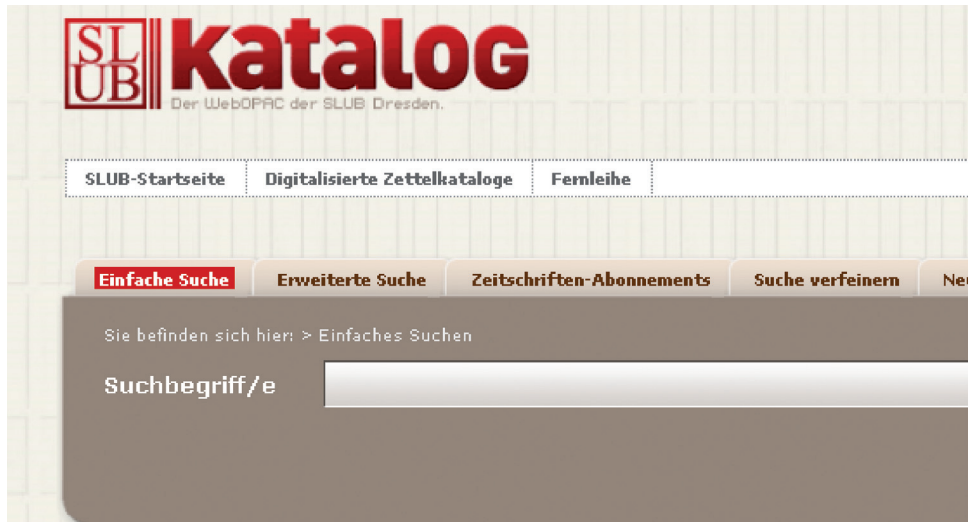 SLUB Katalog
Der WebOPAC der SLUB Dresden.
SLUB-Startseite Digitalisierte Zettelkataloge Fernleihe
Einfache Suche Erweiterte Suche Zeitschriften-Abonnements Suche verfeinern
Sie befinden sich hier: > Einfaches Suchen
Suchbegriff/e